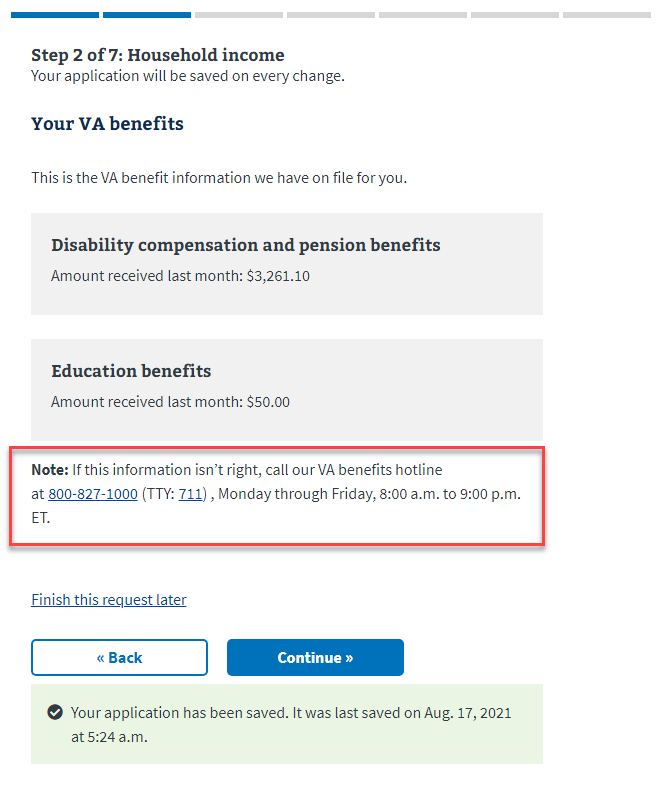 Step 2 of 7: Household income
Your application will be saved on every change.
Your VA benefits
This is the VA benefit information we have on file for you.
Disability compensation and pension benefits
Amount received last month: $3,261.10
Education benefits
Amount received last month: $50.00
Note: If this information isn’t right, call our VA benefits hotline
at 800-827-1000 (TTY: 711) , Monday through Friday, 8:00 a.m. to 9:00 p.m.
ET.
Finish this request later
« Back
Continue »
Your application has been saved. It was last saved on Aug. 17, 2021
at 5:24 a.m.